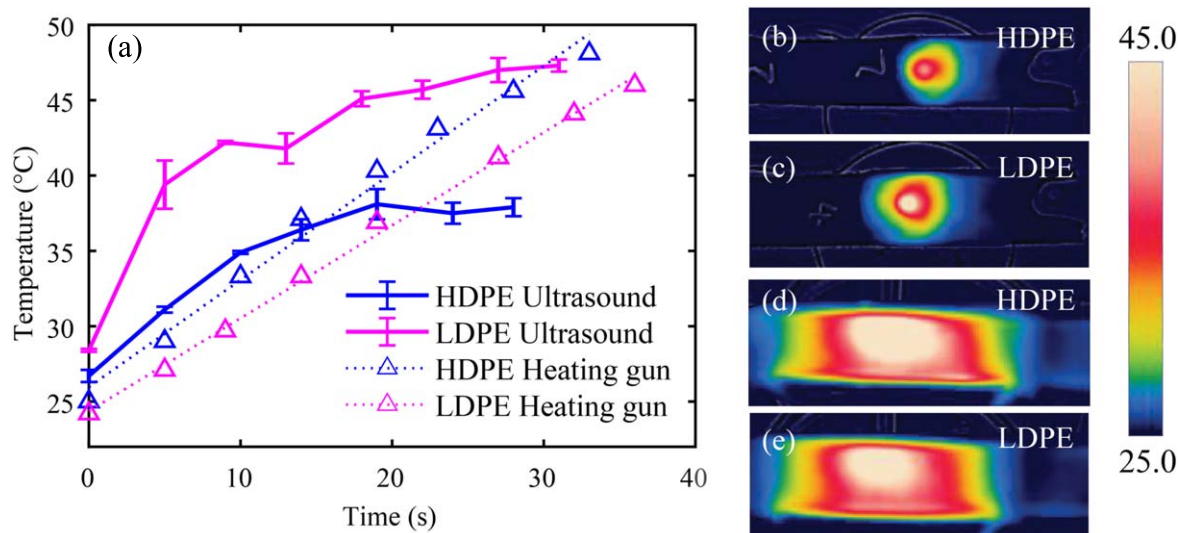 (a)
50
45
40
35
30
25
Temperature (°C)
0
10
20
30
40
Time (s)
HDPE Ultrasound
LDPE Ultrasound
HDPE Heating gun
LDPE Heating gun
(b) HDPE
(c) LDPE
(d) HDPE
(e) LDPE
45.0
25.0